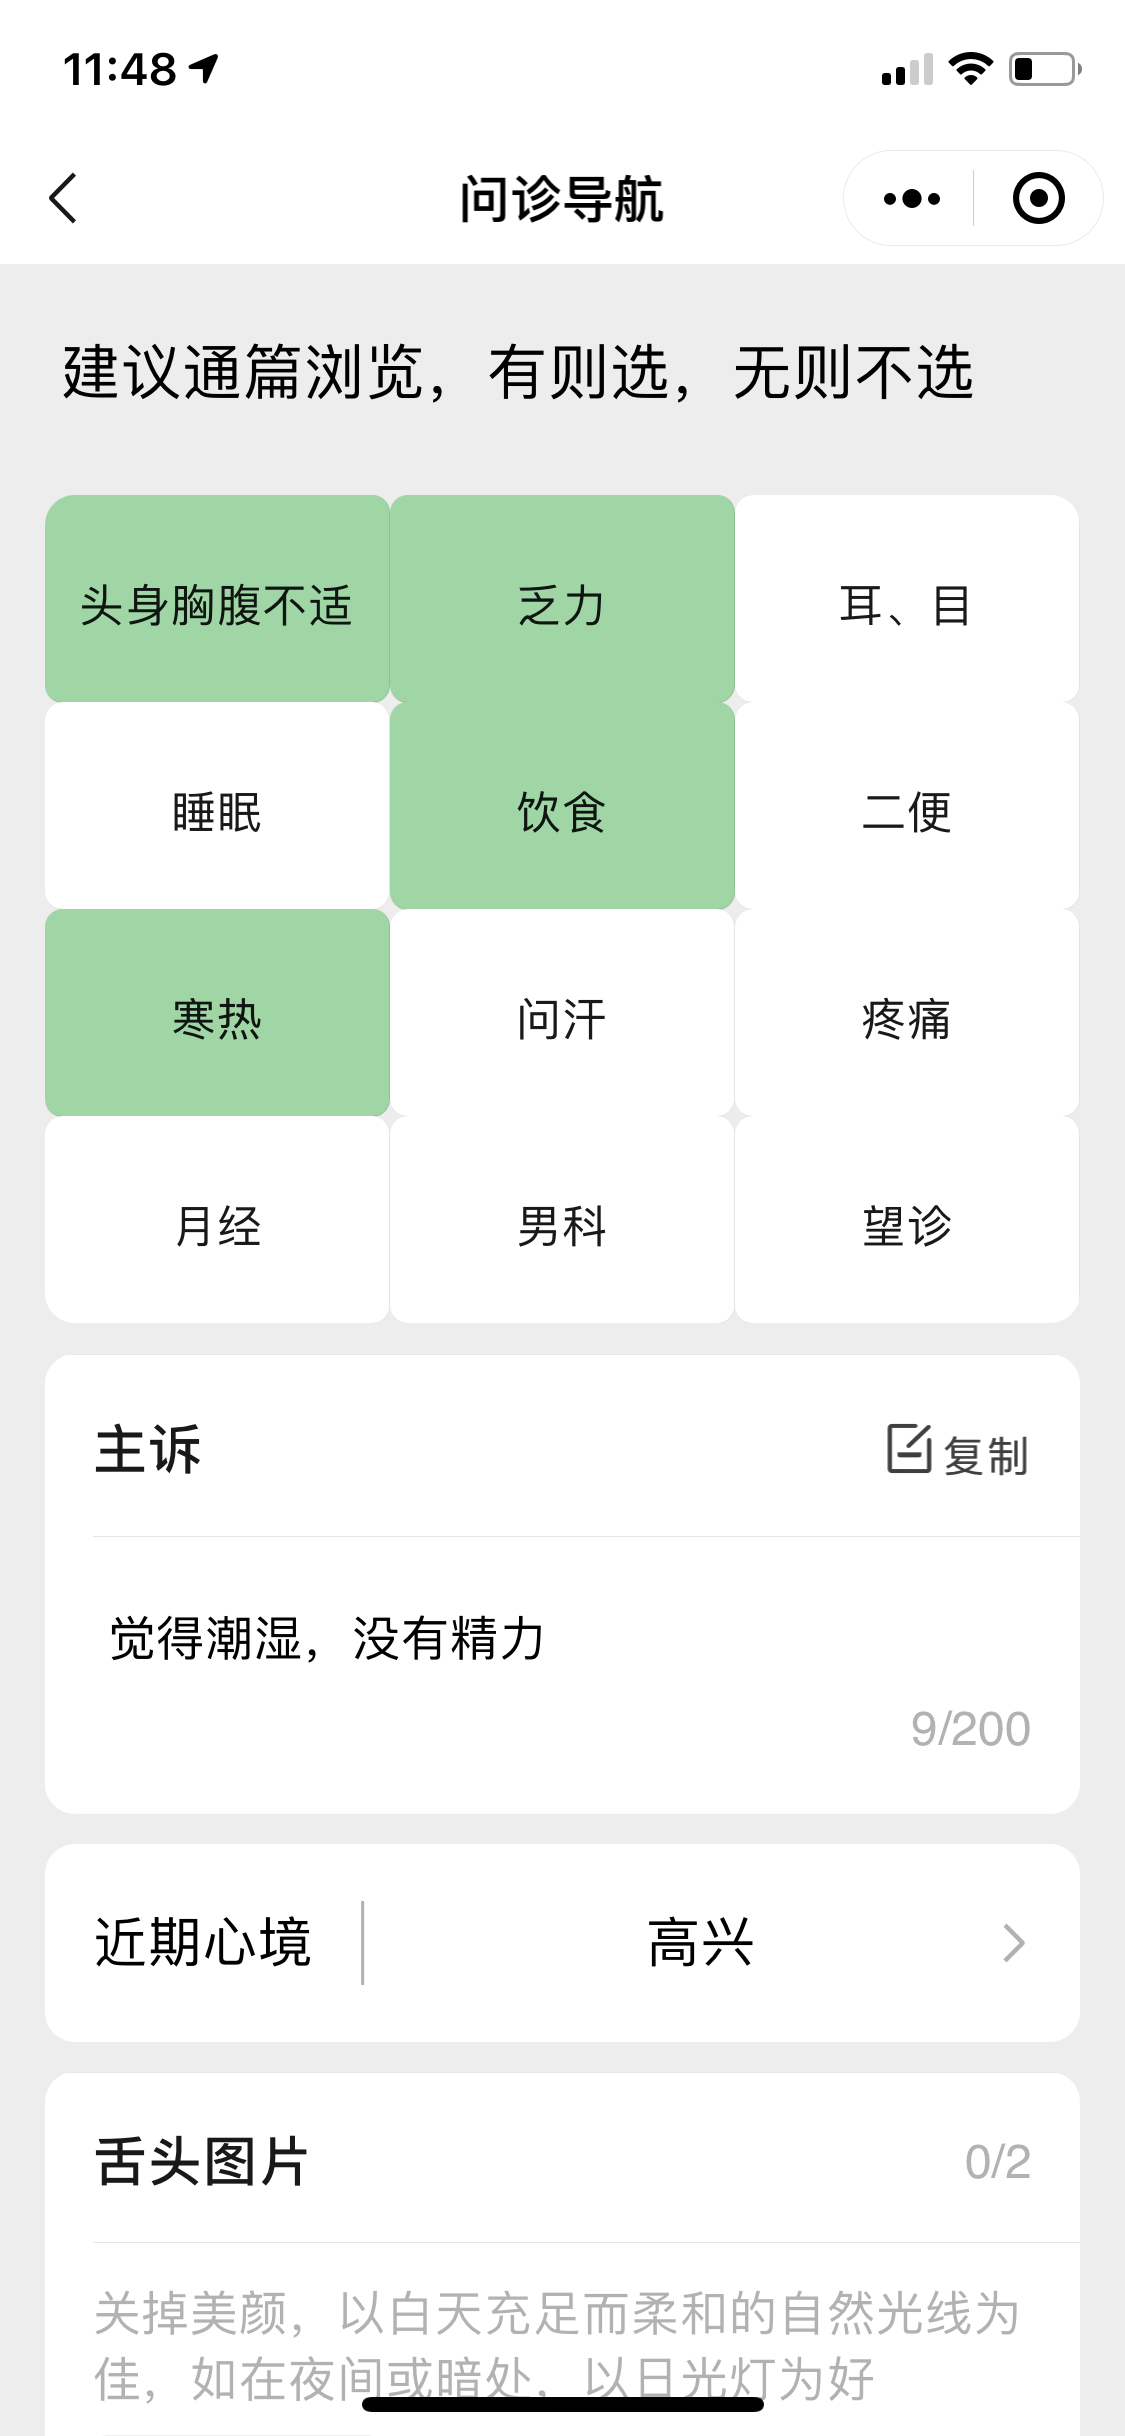 11:48
问诊导航
建议通篇浏览，有则选，无则不选
头身胸腹不适
乏力
耳、目
睡眠
饮食
二便
寒热
问汗
疼痛
月经
男科
望诊
主诉
复制
觉得潮湿，没有精力
9/200
近期心境
高兴
舌头图片
0/2
关掉美颜，以白天充足而柔和的自然光线为
佳，如在夜间或暗处，以日光灯为好